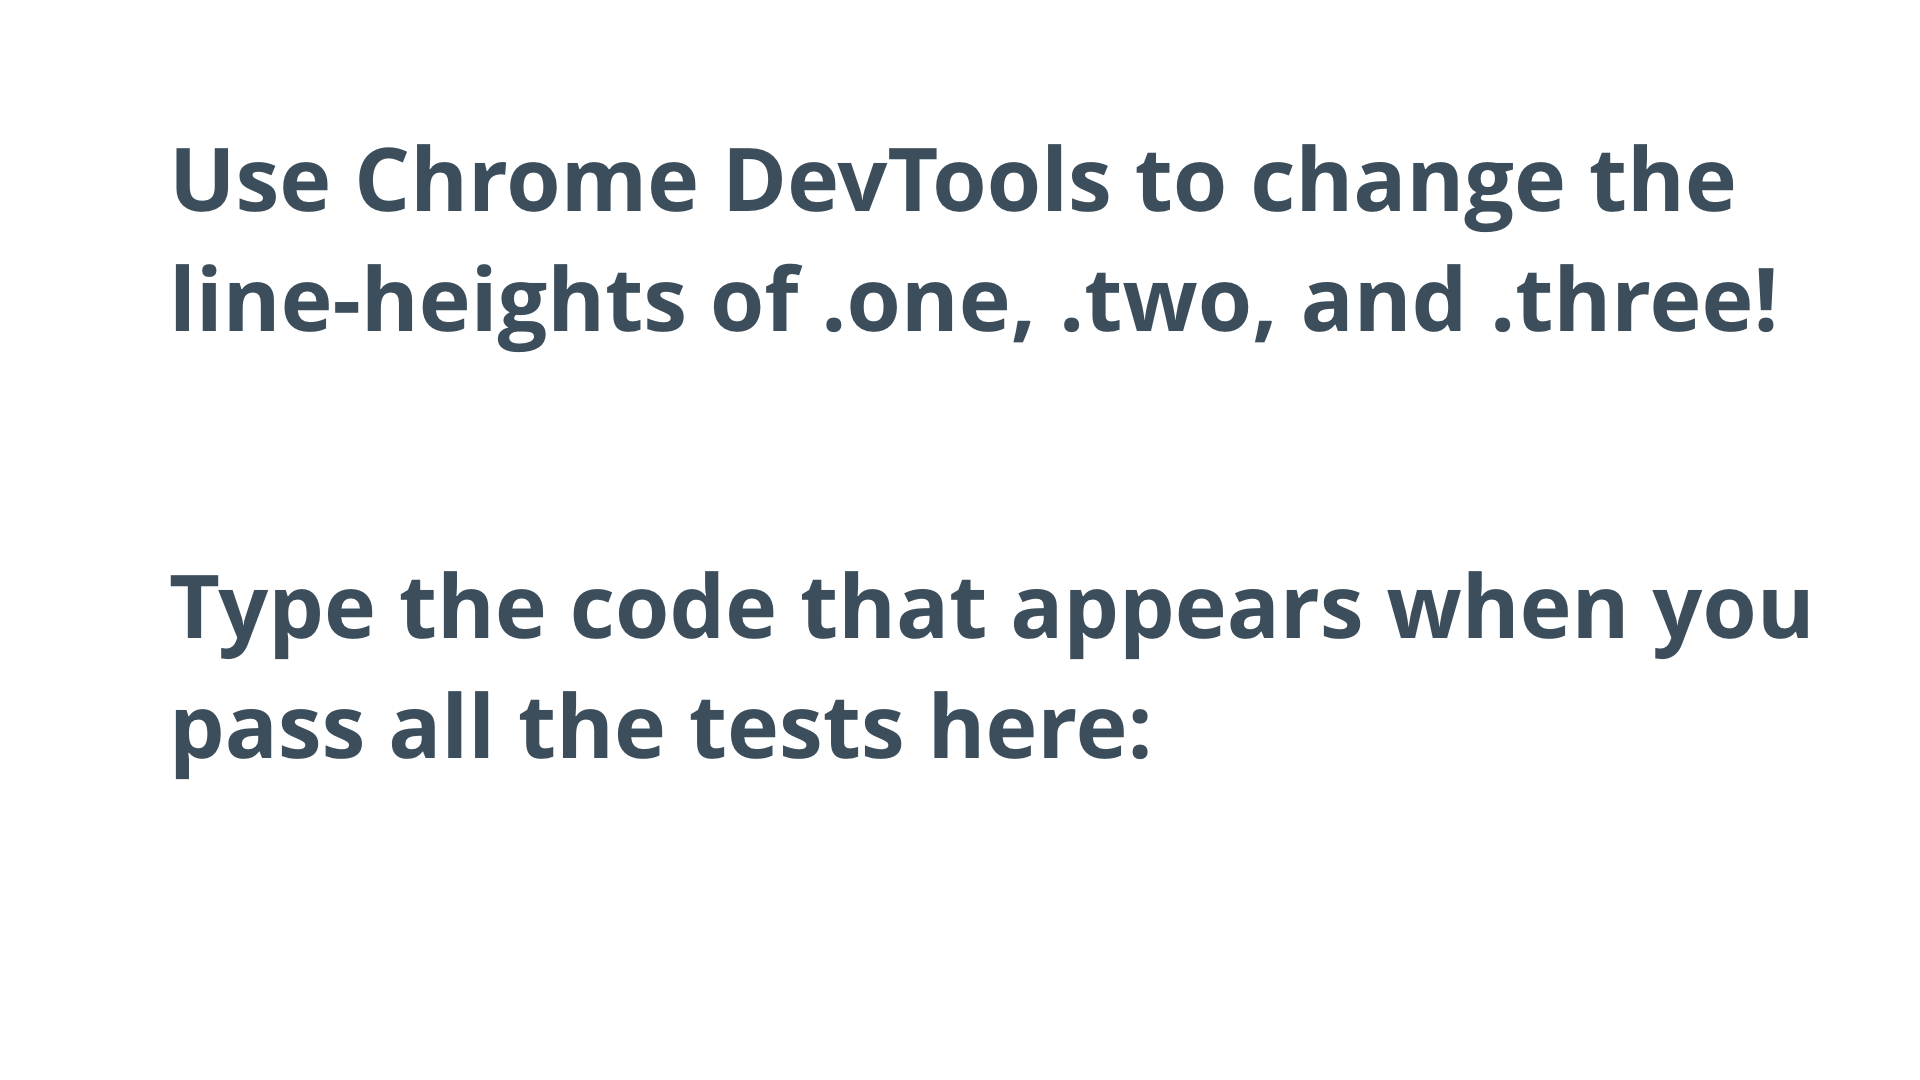 Use Chrome DevTools to change the
line-heights of .one, .two, and .three!
Type the code that appears when you
pass all the tests here: